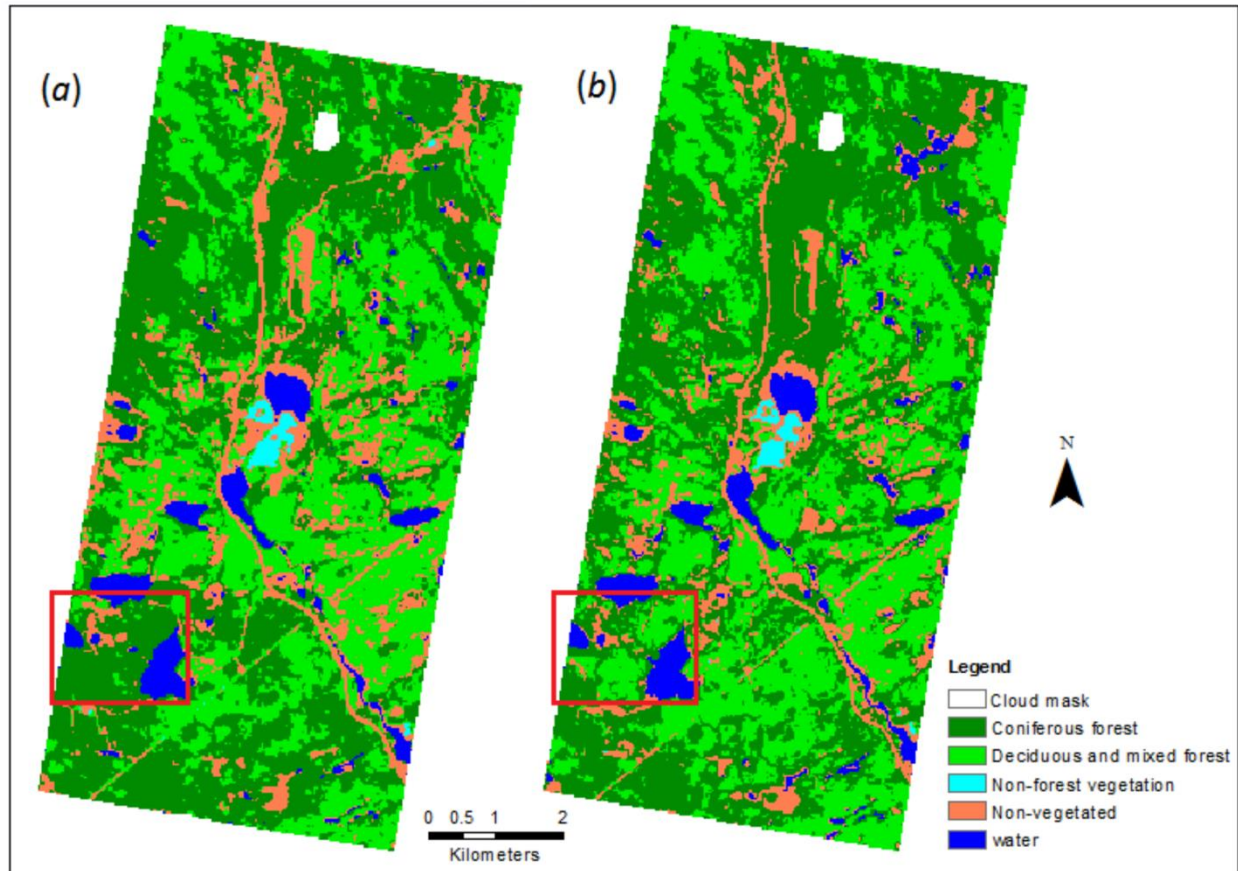 (a)
(b)
N
Legend
Cloud mask
Coniferous forest
Deciduous and mixed forest
Non-forest vegetation
Non-vegetated
water
0 0.5 1 2
Kilometers